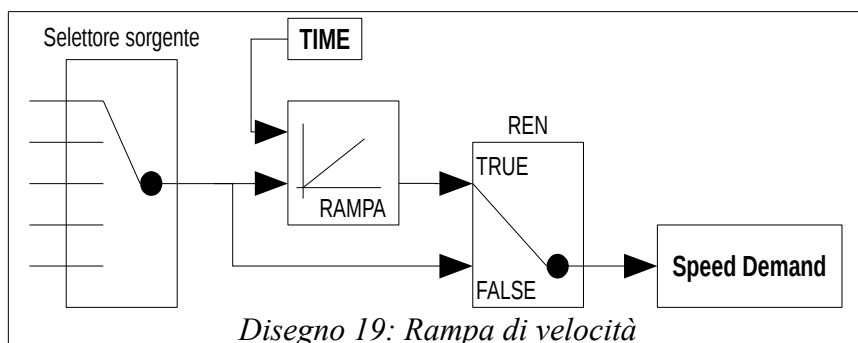 Selettore sorgente
TIME
REN
TRUE
RAMPA
FALSE
Speed Demand
Disegno 19: Rampa di velocità